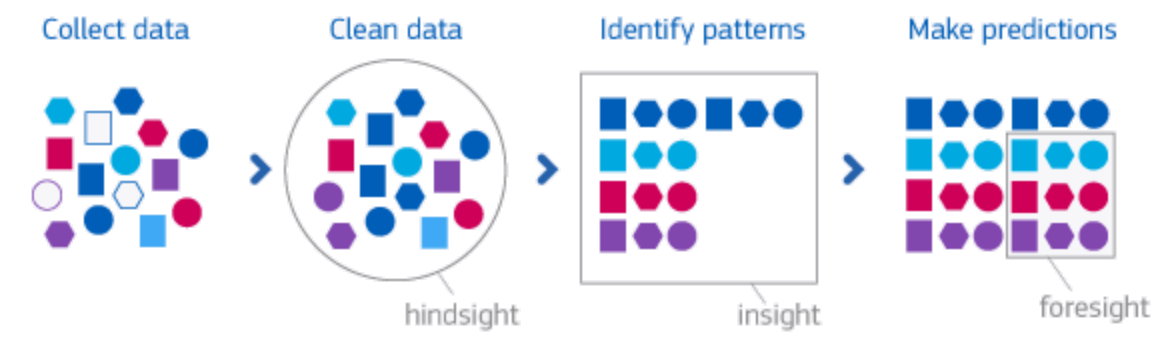 Collect data
Clean data
Identify patterns
Make predictions
hindsight
insight
foresight